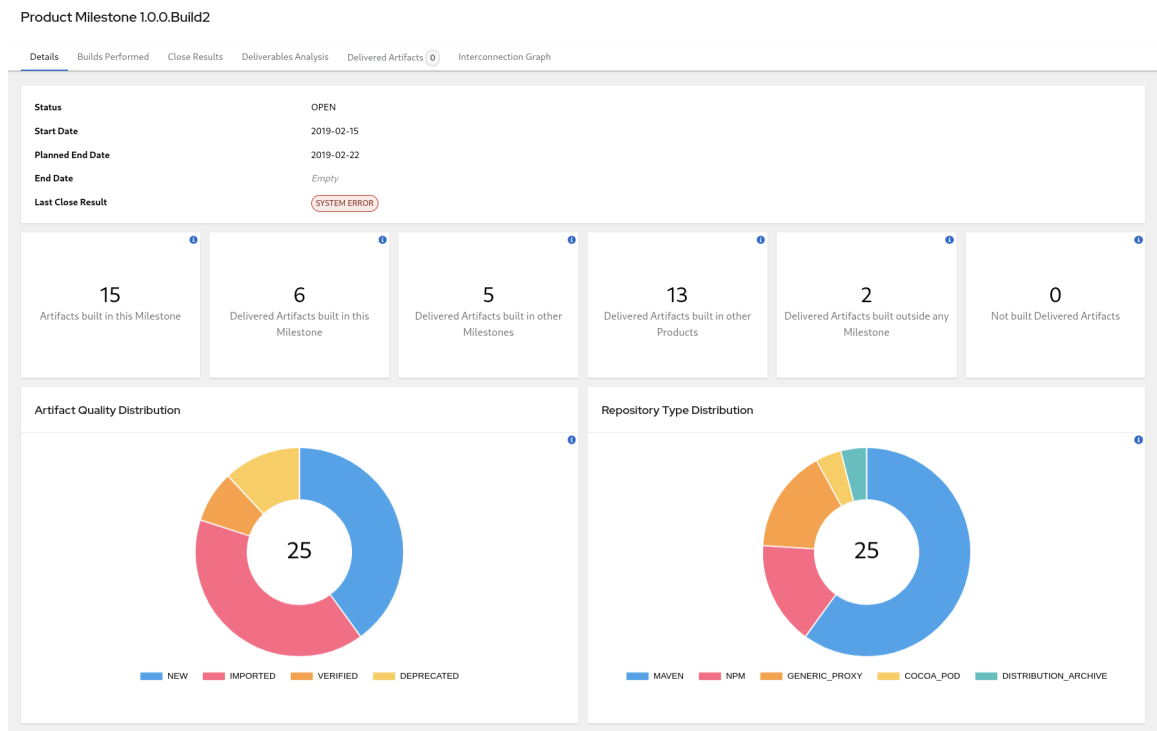 Product Milestone 1.0.0.Build2
Details Builds Performed Close Results Deliverables Analysis Delivered Artifacts 0 Interconnection Graph
Status OPEN
Start Date 2019-02-15
Planned End Date 2019-02-22
End Date Empty
Last Close Result SYSTEM ERROR
15
Artifacts built in this Milestone
6
Delivered Artifacts built in this
Milestone
5
Delivered Artifacts built in other
Milestones
13
Delivered Artifacts built in other
Products
2
Delivered Artifacts built outside any
Milestone
0
Not built Delivered Artifacts
Artifact Quality Distribution
25
NEW IMPORTED VERIFIED DEPRECATED
Repository Type Distribution
25
MAVEN NPM GENERIC_PROXY COCOA_POD DISTRIBUTION_ARCHIVE